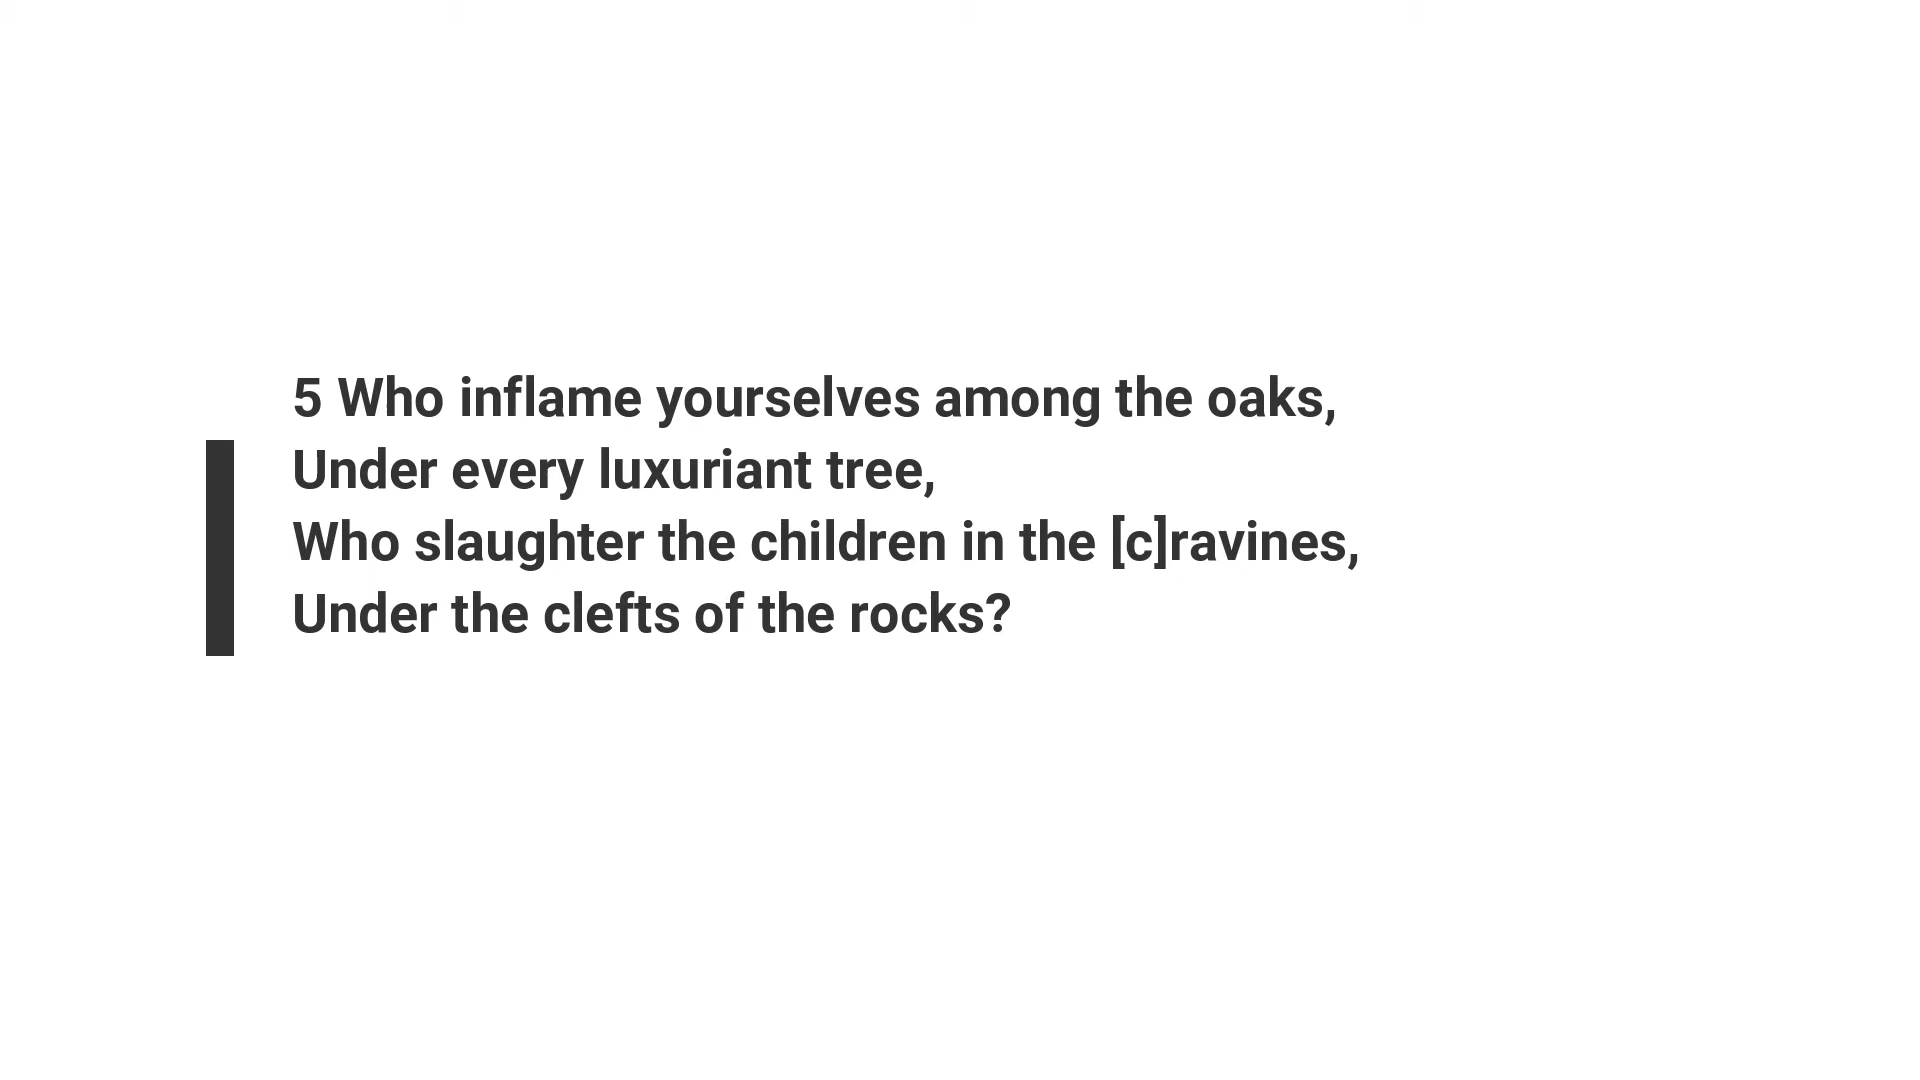 5 Who inflame yourselves among the oaks,
Under every luxuriant tree,
Who slaughter the children in the [c]ravines,
Under the clefts of the rocks?